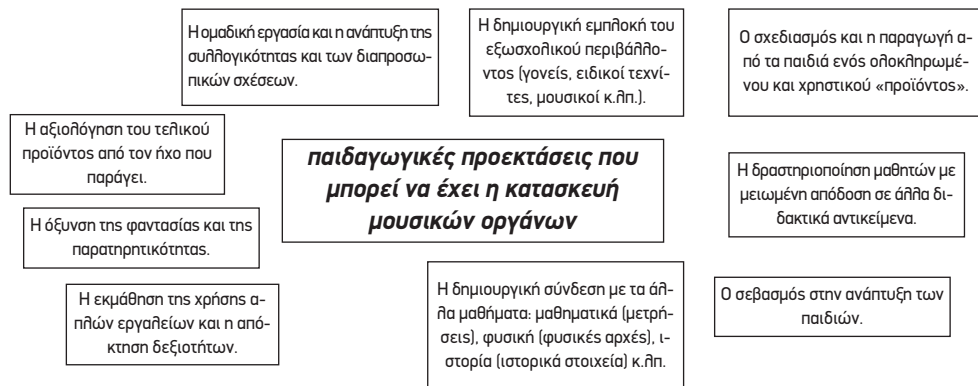 Η ομαδική εργασία και η ανάπτυξη της
συλλογικότητας και των διαπροσω-
πικών σχέσεων.
Η δημιουργική εμπλοκή του
εξωσχολικού περιβάλλο-
ντος (γονείς, ειδικοί τεχνί-
τες, μουσικοί κ.λπ.).
Ο σχεδιασμός και η παραγωγή α-
πό τα παιδιά ενός ολοκληρωμέ-
νου και χρηστικού «προϊόντος».
Η αξιολόγηση του τελικού
προϊόντος από τον ήχο που
παράγει.
παιδαγωγικές προεκτάσεις που
μπορεί να έχει η κατασκευή
μουσικών οργάνων
Η δραστηριοποίηση μαθητών με
μειωμένη απόδοση σε άλλα δι-
δακτικά αντικείμενα.
Η όξυνση της φαντασίας και της
παρατηρητικότητας.
Η εκμάθηση της χρήσης α-
πλών εργαλείων και η από-
κτηση δεξιοτήτων.
Η δημιουργική σύνδεση με τα άλ-
λα μαθήματα: μαθηματικά (μετρή-
σεις), φυσική (φυσικές αρχές), ι-
στορία (ιστορικά στοιχεία) κ.λπ.
Ο σεβασμός στην ανάπτυξη των
παιδιών.